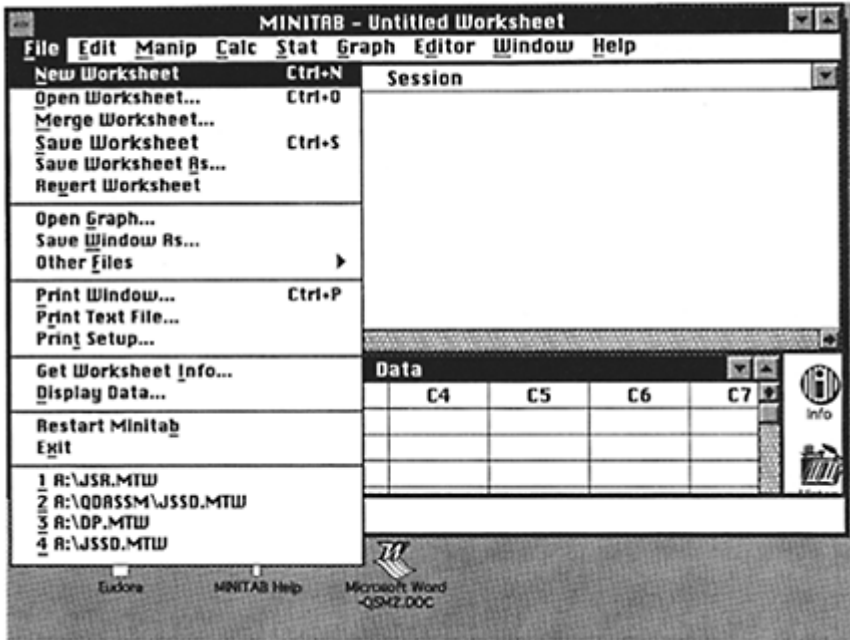 MINITAB - Untitled Worksheet
File Edit Manip Calc Stat Graph Editor Window Help
New Worksheet Ctrl+N
Open Worksheet... Ctrl+O
Merge Worksheet...
Save Worksheet Ctrl+S
Save Worksheet As...
Revert Worksheet
Open Graph...
Save Window As...
Other Files
Print Window... Ctrl+P
Print Text File...
Print Setup...
Get Worksheet Info...
Display Data...
Restart Minitab
Exit
1 A:\JSR.MTW
2 A:\QDASSM\JSSD.MTW
3 A:\DP.MTW
4 A:\JSSD.MTW
Session
Data
C4 C5 C6 C7
Info
Eudora
MINITAB Help
Microsoft Word
-QSM2.DOC